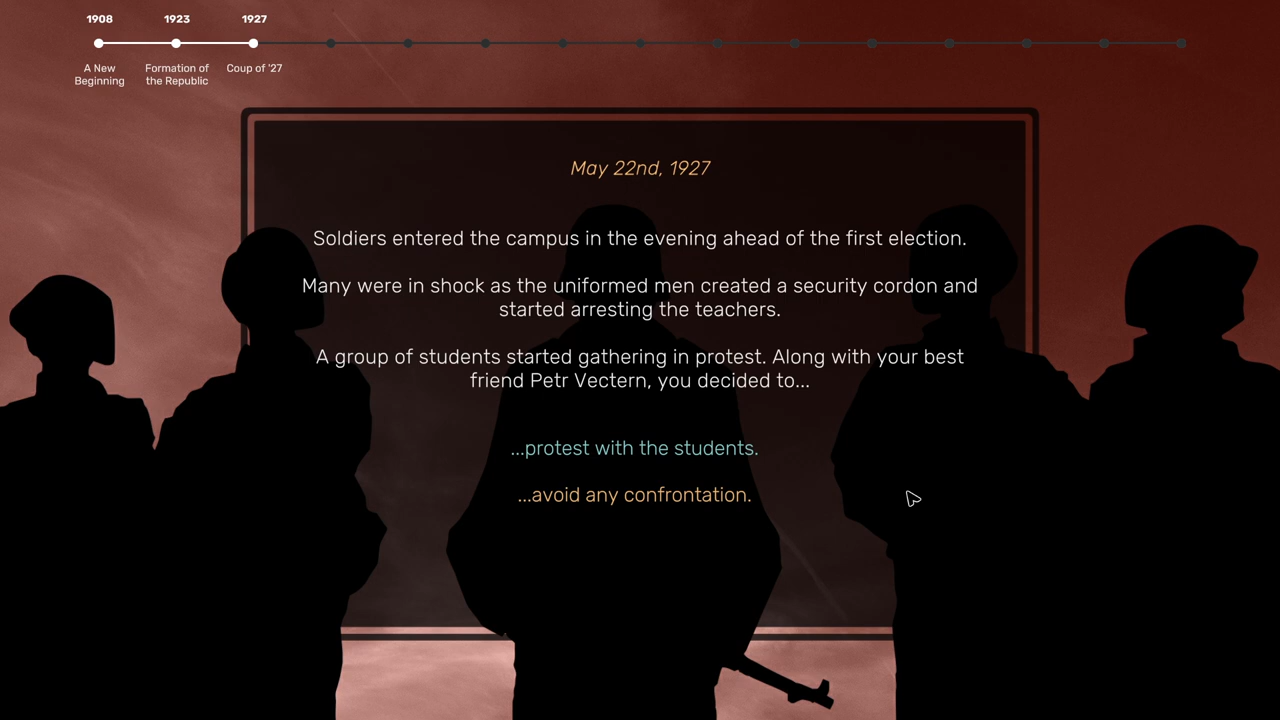 1908 1923 1927
A New Beginning
Formation of the Republic
Coup of '27
May 22nd, 1927
Soldiers entered the campus in the evening ahead of the first election.
Many were in shock as the uniformed men created a security cordon and
started arresting the teachers.
A group of students started gathering in protest. Along with your best
friend Petr Vectern, you decided to...
...protest with the students.
...avoid any confrontation.